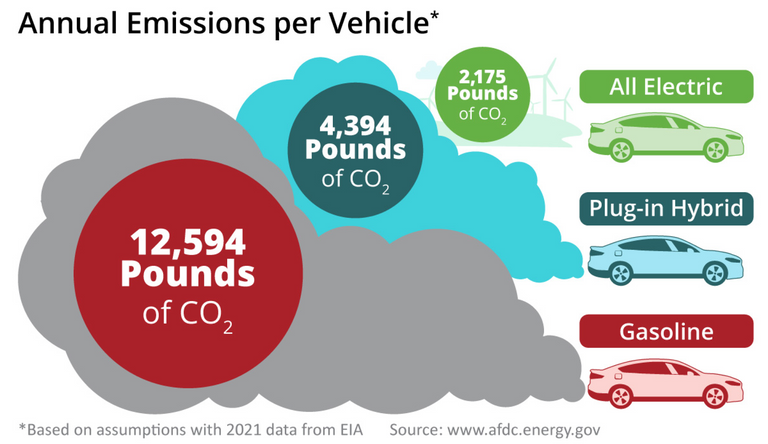 Annual Emissions per Vehicle*
2,175
Pounds
of CO₂
All Electric
4,394
Pounds
of CO₂
Plug-in Hybrid
12,594
Pounds
of CO₂
Gasoline
*Based on assumptions with 2021 data from EIA
Source: www.afdc.energy.gov